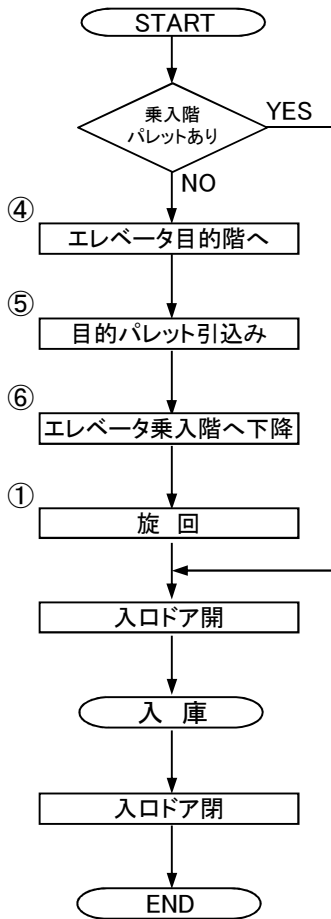 START
乗入階
パレットあり
YES
NO
④
エレベータ目的階へ
⑤
目的パレット引込み
⑥
エレベータ乗入階へ下降
①
旋 回
入口ドア開
入 庫
入口ドア閉
END